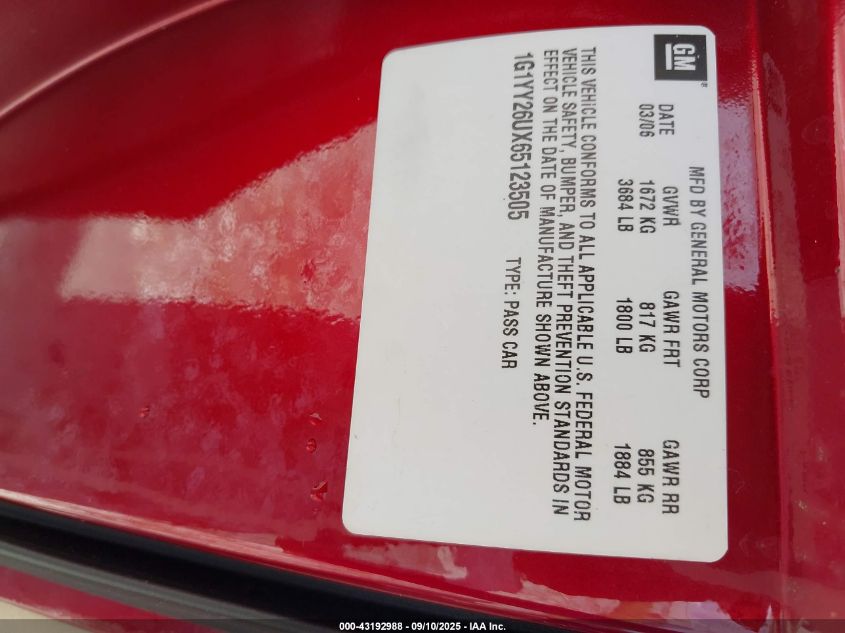 GM
®
MFD BY GENERAL MOTORS CORP
DATE GVWR GAWR FRT GAWR RR
03/06 1672 KG 817 KG 855 KG
3684 LB 1800 LB 1884 LB
THIS VEHICLE CONFORMS TO ALL APPLICABLE U.S. FEDERAL MOTOR
VEHICLE SAFETY, BUMPER, AND THEFT PREVENTION STANDARDS IN
EFFECT ON THE DATE OF MANUFACTURE SHOWN ABOVE.
1G1YY26UX65123505 TYPE: PASS CAR
000-43192988 - 09/10/2025 - IAA Inc.